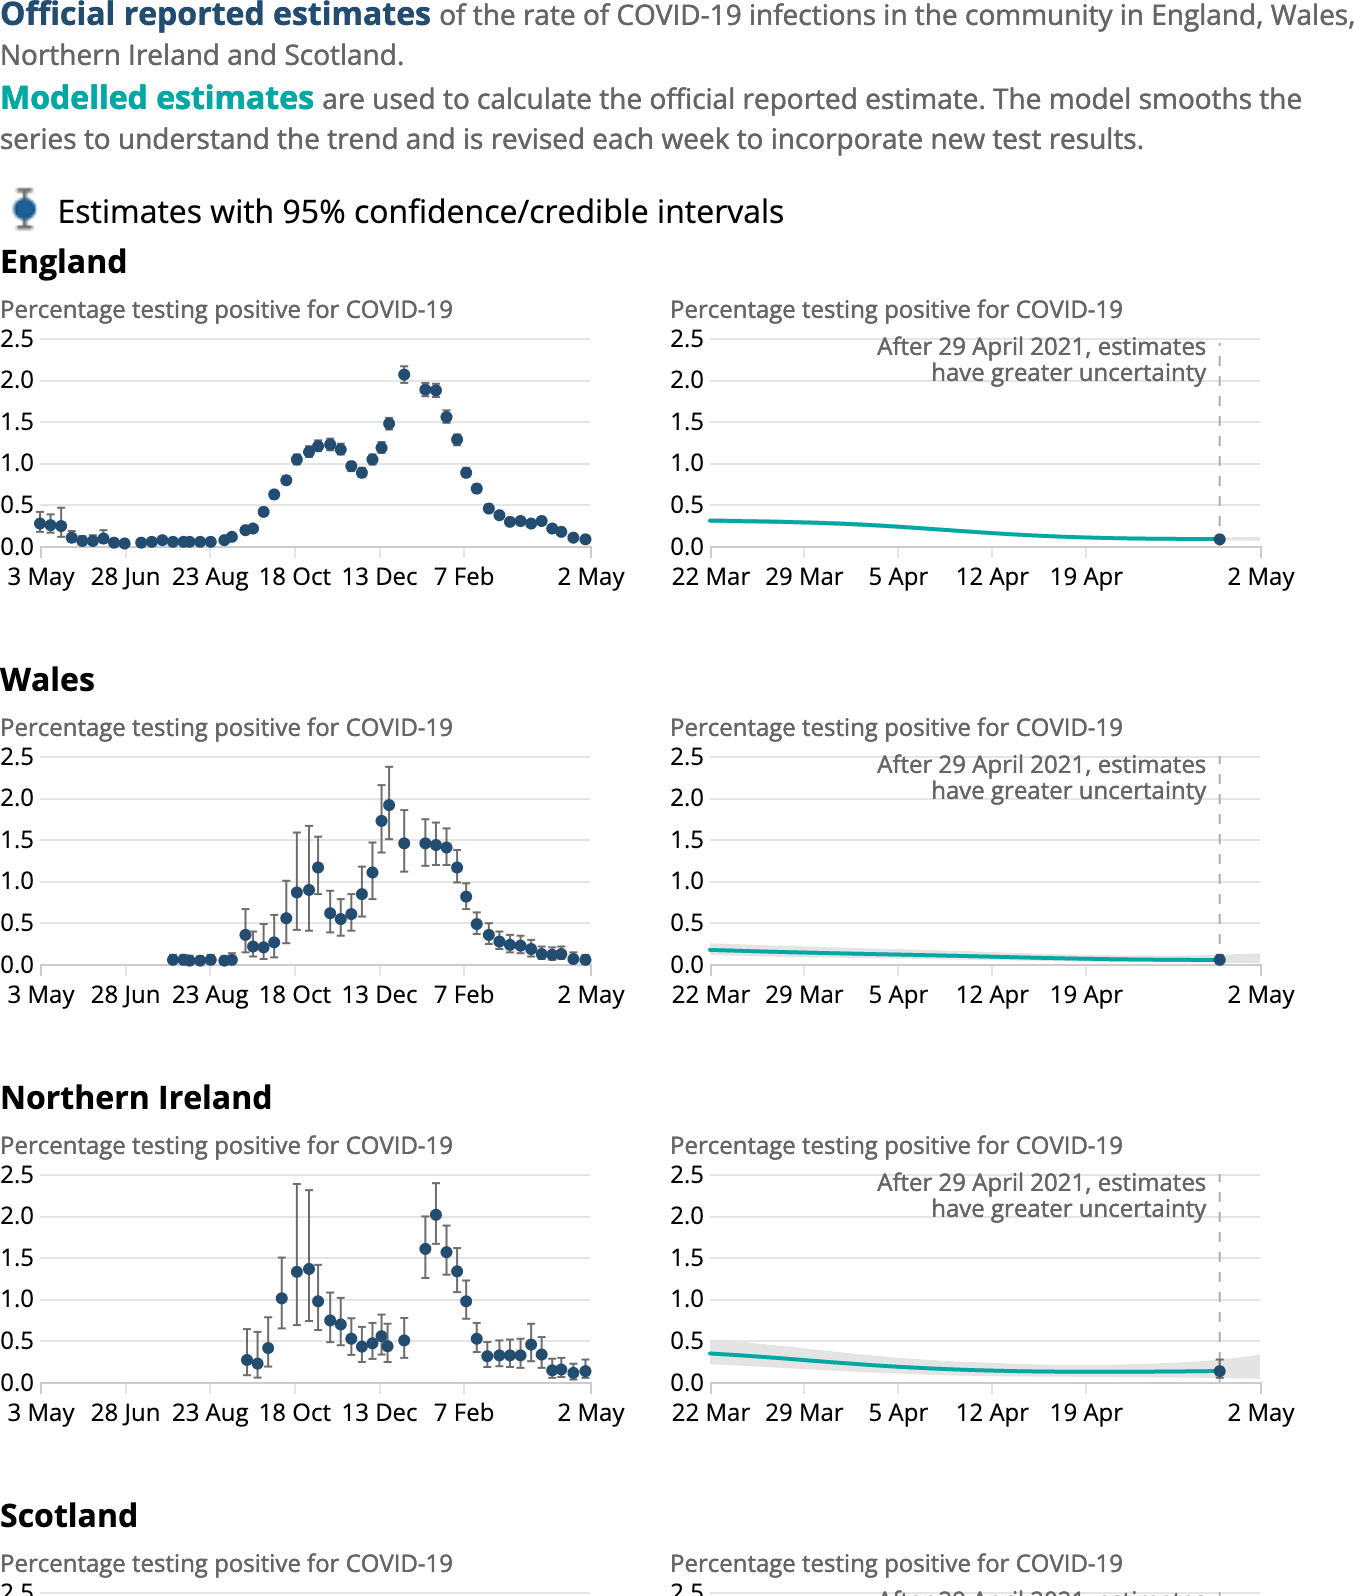 Official reported estimates of the rate of COVID-19 infections in the community in England, Wales,
Northern Ireland and Scotland.
Modelled estimates are used to calculate the official reported estimate. The model smooths the
series to understand the trend and is revised each week to incorporate new test results.
Estimates with 95% confidence/credible intervals
England
Percentage testing positive for COVID-19
2.5
2.0
1.5
1.0
0.5
0.0
3 May 28 Jun 23 Aug 18 Oct 13 Dec 7 Feb 2 May
Percentage testing positive for COVID-19
2.5
After 29 April 2021, estimates
have greater uncertainty
2.0
1.5
1.0
0.5
0.0
22 Mar 29 Mar 5 Apr 12 Apr 19 Apr 2 May
Wales
Percentage testing positive for COVID-19
2.5
2.0
1.5
1.0
0.5
0.0
3 May 28 Jun 23 Aug 18 Oct 13 Dec 7 Feb 2 May
Percentage testing positive for COVID-19
2.5
After 29 April 2021, estimates
have greater uncertainty
2.0
1.5
1.0
0.5
0.0
22 Mar 29 Mar 5 Apr 12 Apr 19 Apr 2 May
Northern Ireland
Percentage testing positive for COVID-19
2.5
2.0
1.5
1.0
0.5
0.0
3 May 28 Jun 23 Aug 18 Oct 13 Dec 7 Feb 2 May
Percentage testing positive for COVID-19
2.5
After 29 April 2021, estimates
have greater uncertainty
2.0
1.5
1.0
0.5
0.0
22 Mar 29 Mar 5 Apr 12 Apr 19 Apr 2 May
Scotland
Percentage testing positive for COVID-19
2.5
Percentage testing positive for COVID-19
2.5